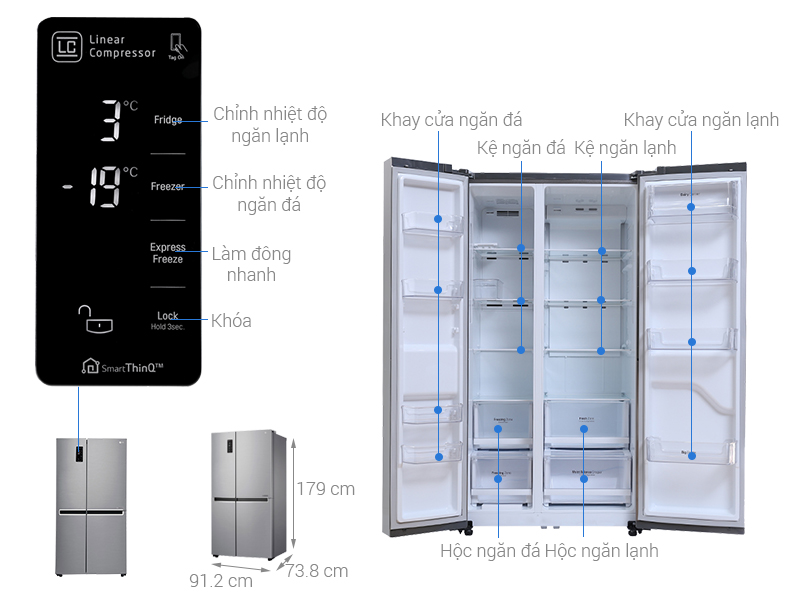 LC
Linear
Compressor
Tag On
3°C
Fridge
Chỉnh nhiệt độ
ngăn lạnh
-19°C
Freezer
Chỉnh nhiệt độ
ngăn đá
Express
Freeze
Làm đông
nhanh
Lock
Hold 3sec.
Khóa
SmartThinQ™
179 cm
91.2 cm
73.8 cm
Khay cửa ngăn đá
Khay cửa ngăn lạnh
Kệ ngăn đá
Kệ ngăn lạnh
Hộc ngăn đá
Hộc ngăn lạnh